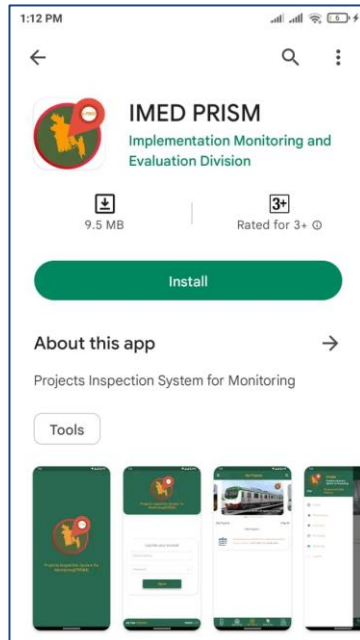 1:12 PM
IMED PRISM
Implementation Monitoring and
Evaluation Division
9.5 MB
3+
Rated for 3+
Install
About this app
Projects Inspection System for Monitoring
Tools